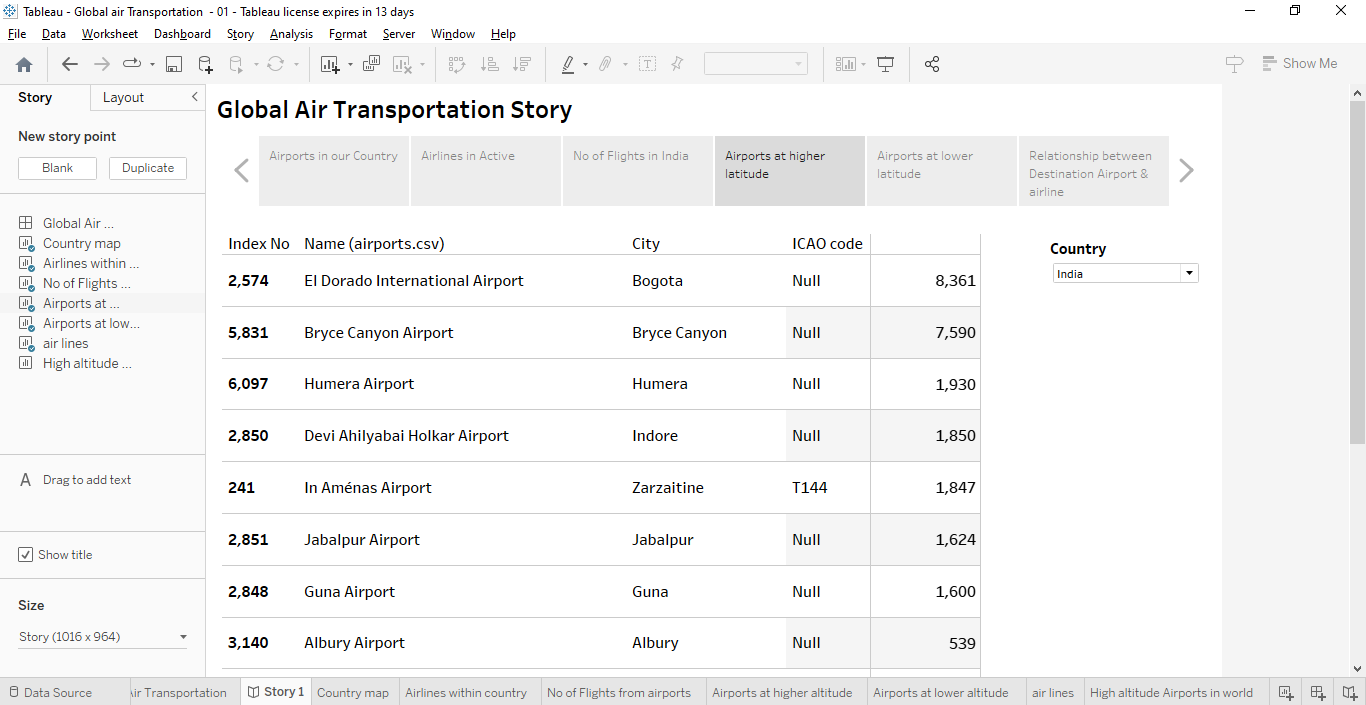 Tableau - Global air Transportation - 01 - Tableau license expires in 13 days
File Data Worksheet Dashboard Story Analysis Format Server Window Help
Show Me
Story Layout
New story point
Blank Duplicate
Global Air ...
Country map
Airlines within ...
No of Flights ...
Airports at ...
Airports at low...
air lines
High altitude ...
A Drag to add text
Show title
Size
Story (1016 x 964)
Global Air Transportation Story
Airports in our Country
Airlines in Active
No of Flights in India
Airports at higher
latitude
Airports at lower
latitude
Relationship between
Destination Airport &
airline
Index No Name (airports.csv) City ICAO code
2,574 El Dorado International Airport Bogota Null 8,361
5,831 Bryce Canyon Airport Bryce Canyon Null 7,590
6,097 Humera Airport Humera Null 1,930
2,850 Devi Ahilyabai Holkar Airport Indore Null 1,850
241 In Aménas Airport Zarzaitine T144 1,847
2,851 Jabalpur Airport Jabalpur Null 1,624
2,848 Guna Airport Guna Null 1,600
3,140 Albury Airport Albury Null 539
Country
India
Data Source Air Transportation Story 1 Country map Airlines within country No of Flights from airports Airports at higher altitude Airports at lower altitude air lines High altitude Airports in world